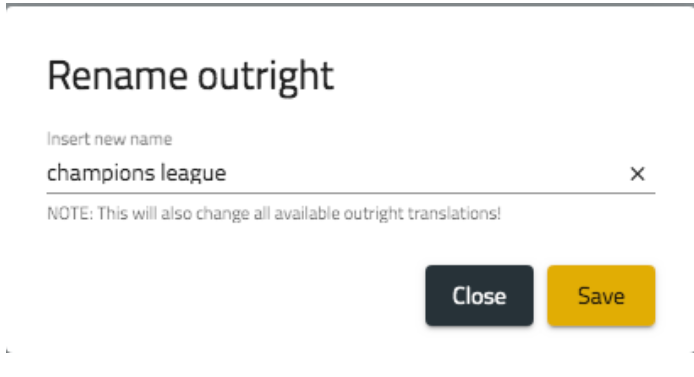 Rename outright
Insert new name
champions league
NOTE: This will also change all available outright translations!
Close Save